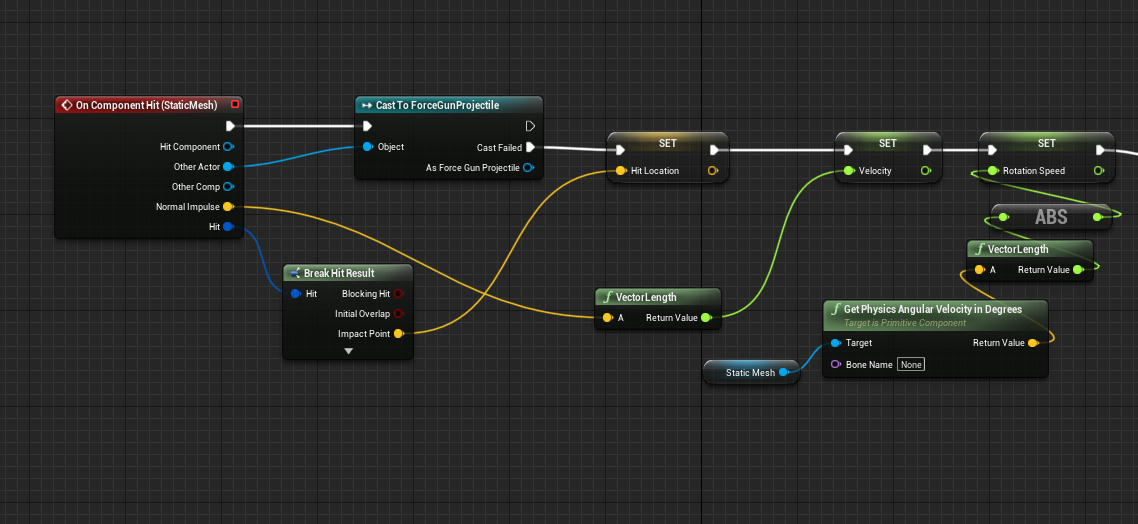 On Component Hit (StaticMesh)
Hit Component
Other Actor
Other Comp
Normal Impulse
Hit
Cast To ForceGunProjectile
Object
Cast Failed
As Force Gun Projectile
Break Hit Result
Hit
Blocking Hit
Initial Overlap
Impact Point
SET
Hit Location
VectorLength
A
Return Value
SET
Velocity
SET
Rotation Speed
ABS
VectorLength
A
Return Value
Get Physics Angular Velocity in Degrees
Target is Primitive Component
Target
Return Value
Bone Name
None
Static Mesh